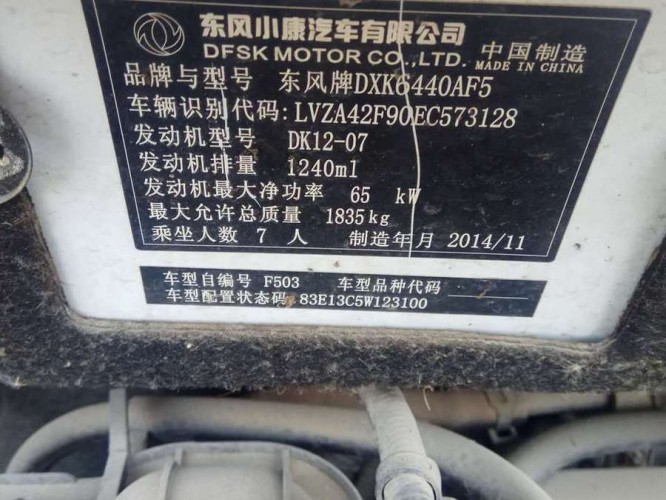 东风小康汽车有限公司
DFSK MOTOR CO.,LTD.
中国制造
MADE IN CHINA
品牌与型号 东风牌DXK6440AF5
车辆识别代码:LVZA42F90EC573128
发动机型号 DK12-07
发动机排量 1240ml
发动机最大净功率 65 kW
最大允许总质量 1835kg
乘坐人数 7 人 制造年月 2014/11
车型自编号 F503 车型品种代码
车型配置状态码 83E13C5W123100